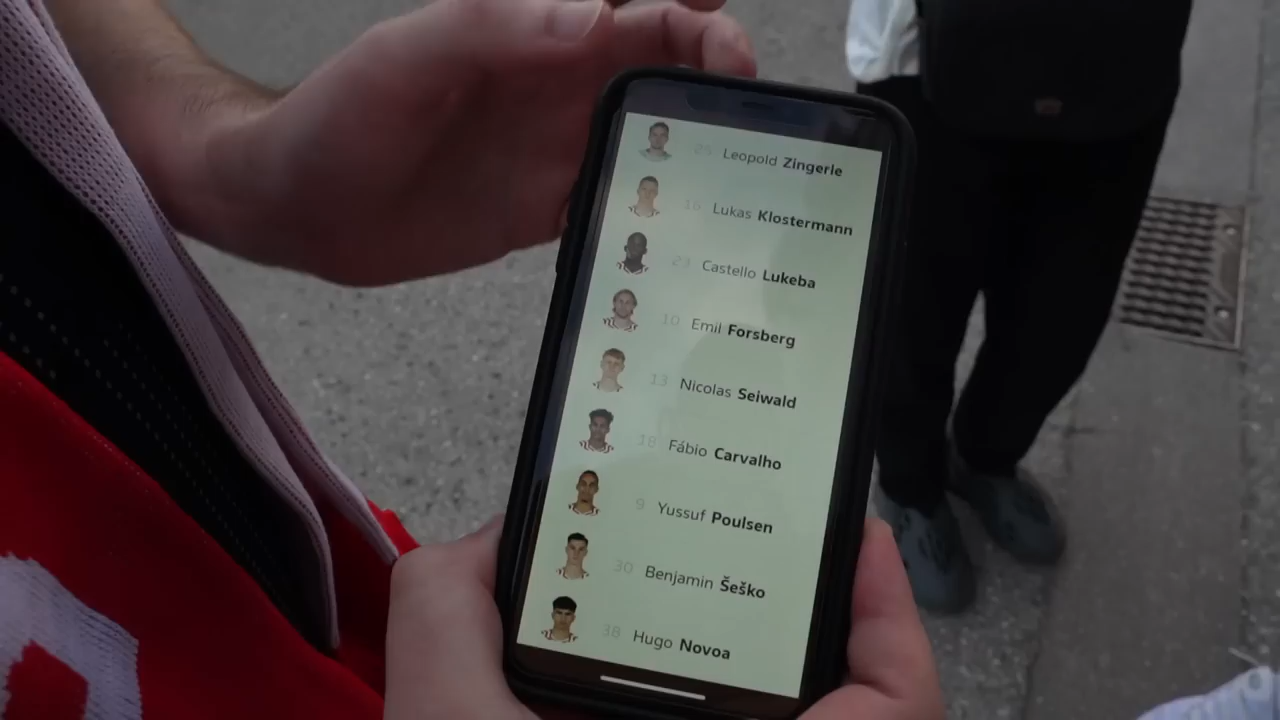 25 Leopold Zingerle
16 Lukas Klostermann
23 Castello Lukeba
10 Emil Forsberg
13 Nicolas Seiwald
18 Fábio Carvalho
9 Yussuf Poulsen
30 Benjamin Šeško
38 Hugo Novoa